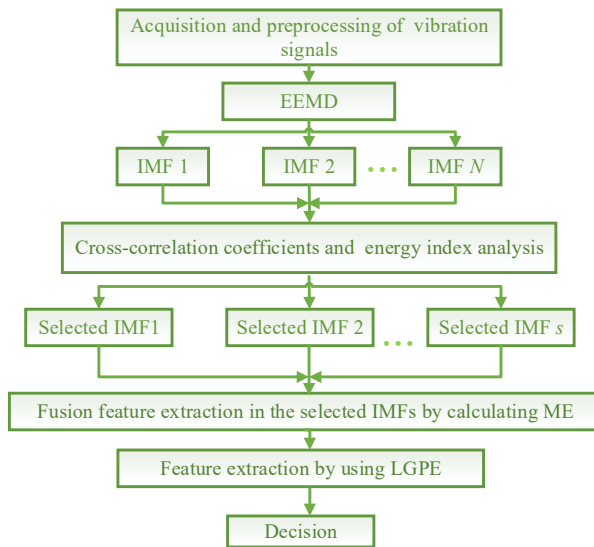 Acquisition and preprocessing of vibration
signals
EEMD
IMF 1
IMF 2
...
IMF N
Cross-correlation coefficients and energy index analysis
Selected IMF1
Selected IMF 2
...
Selected IMF s
Fusion feature extraction in the selected IMFs by calculating ME
Feature extraction by using LGPE
Decision